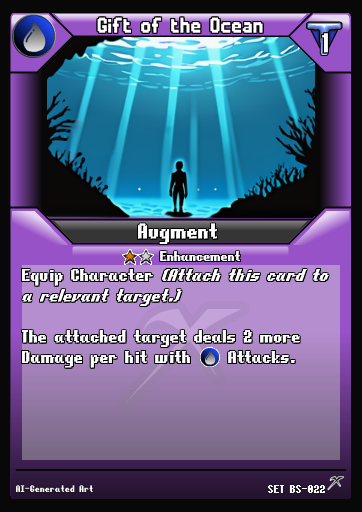 Gift of the Ocean
1
Augment
Enhancement
Equip Character (Attach this card to
a relevant target.)
The attached target deals 2 more
Damage per hit with Attacks.
AI-Generated Art
SET BS-022